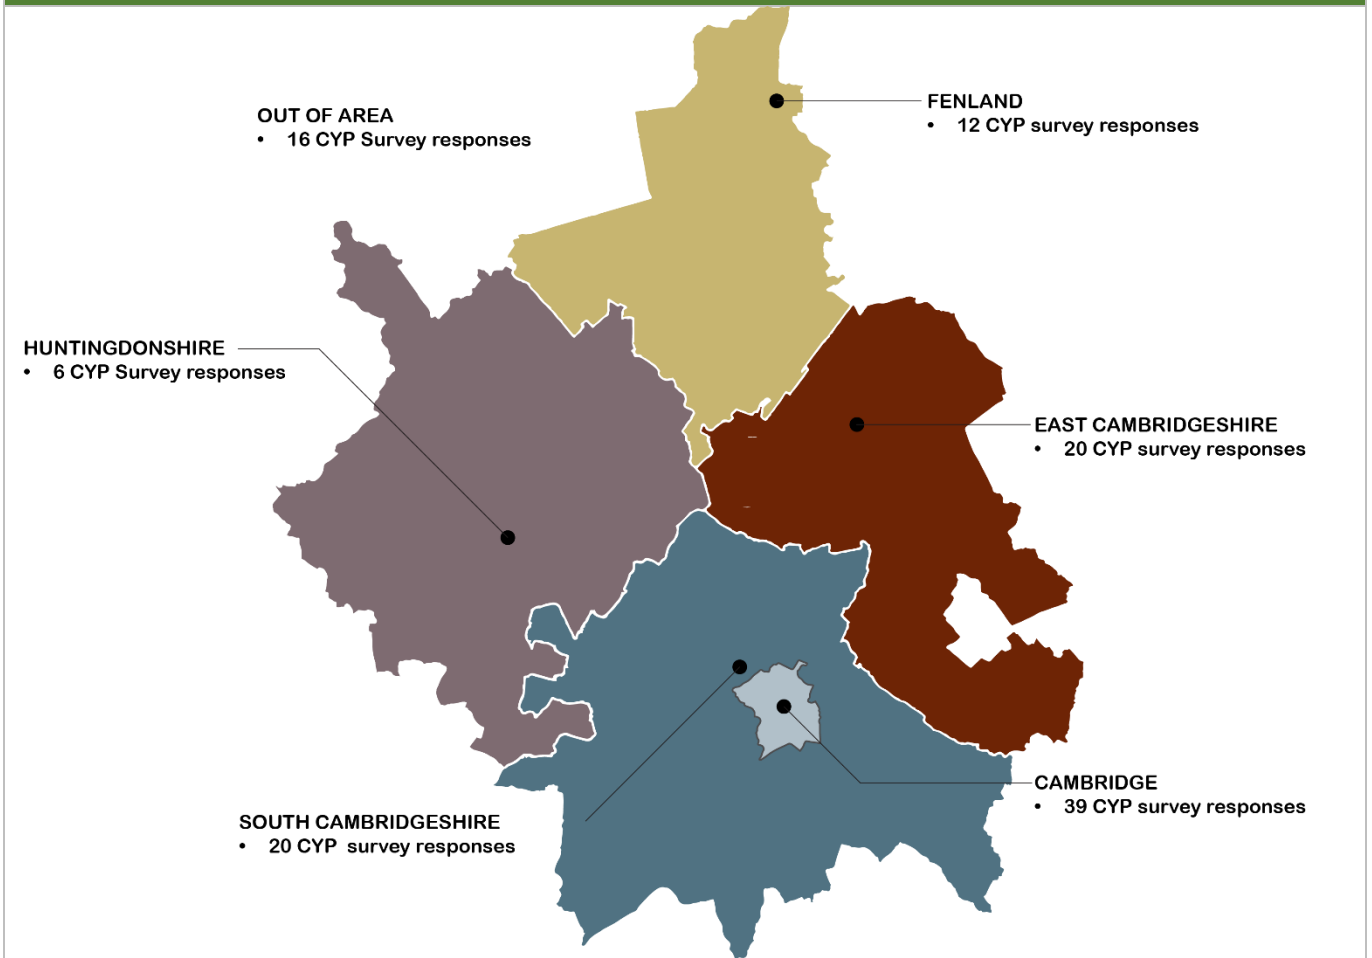 OUT OF AREA
• 16 CYP Survey responses
FENLAND
• 12 CYP survey responses
HUNTINGDONSHIRE
• 6 CYP Survey responses
EAST CAMBRIDGESHIRE
• 20 CYP survey responses
CAMBRIDGE
• 39 CYP survey responses
SOUTH CAMBRIDGESHIRE
• 20 CYP  survey responses